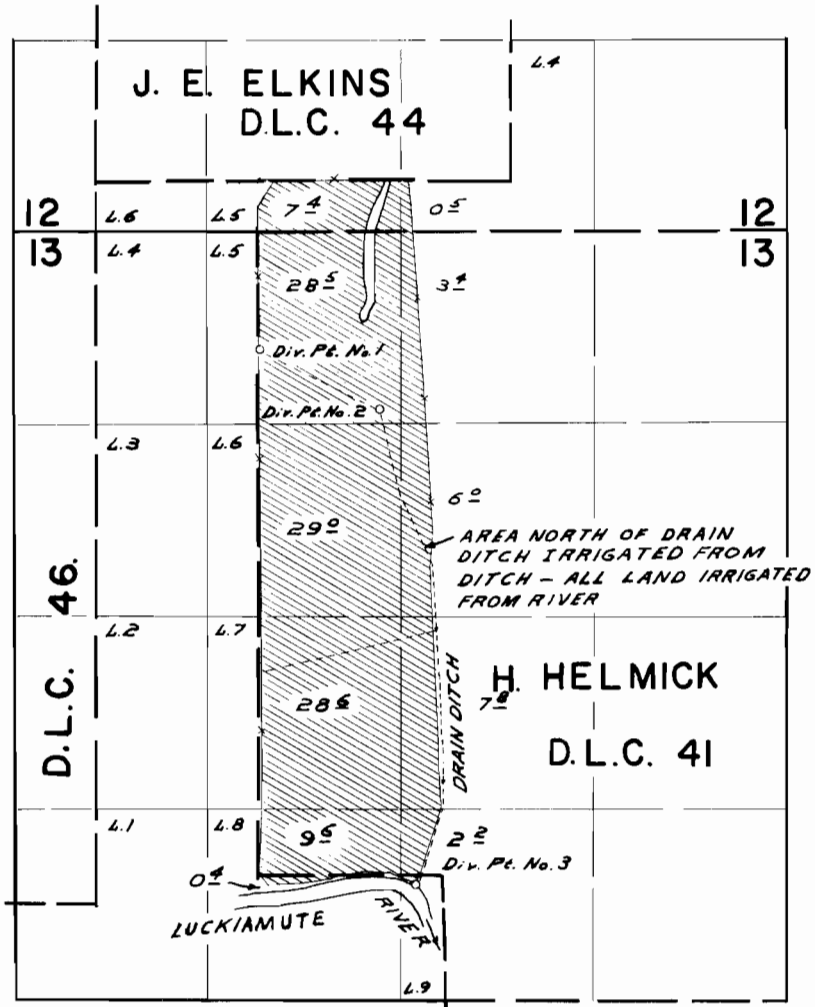 L.4
J. E. ELKINS
D.L.C. 44
12
L.6
L.5
7 4
0 5
12
13
L.4
L.5
13
28 5
3 4
Div. Pt. No. 1
Div. Pt. No. 2
L.3
L.6
6 0
29 0
AREA NORTH OF DRAIN
DITCH IRRIGATED FROM
DITCH – ALL LAND IRRIGATED
FROM RIVER
D.L.C. 46.
L.2
L.7
H. HELMICK
7 8
28 6
DRAIN DITCH
D.L.C. 41
L.1
L.8
9 6
2 2
Div. Pt. No. 3
0 4
LUCKIAMUTE
RIVER
L.9